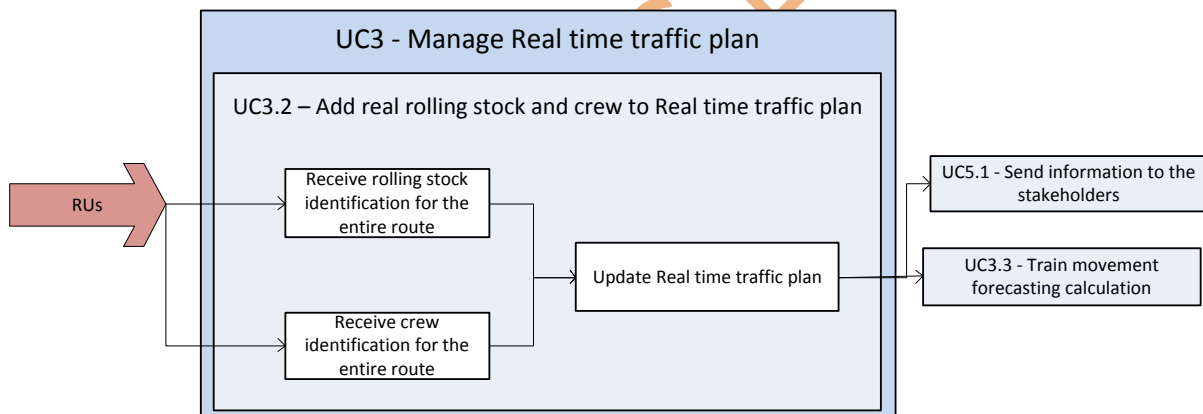 UC3 - Manage Real time traffic plan
UC3.2 – Add real rolling stock and crew to Real time traffic plan
RUs
Receive rolling stock
identification for the
entire route
Receive crew
identification for the
entire route
Update Real time traffic plan
UC5.1 - Send information to the
stakeholders
UC3.3 - Train movement
forecasting calculation